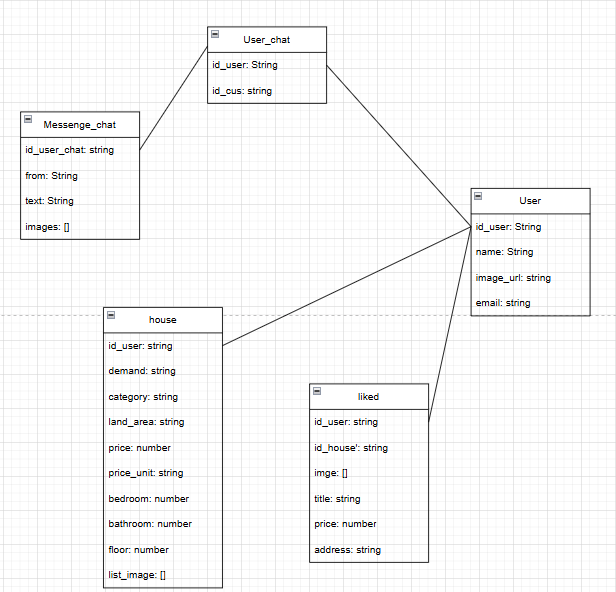 User_chat
id_user: String
id_cus: string
Messenge_chat
id_user_chat: string
from: String
text: String
images: []
User
id_user: String
name: String
image_url: string
email: string
house
id_user: string
demand: string
category: string
land_area: string
price: number
price_unit: string
bedroom: number
bathroom: number
floor: number
list_image: []
liked
id_user: string
id_house': string
imge: []
title: string
price: number
address: string